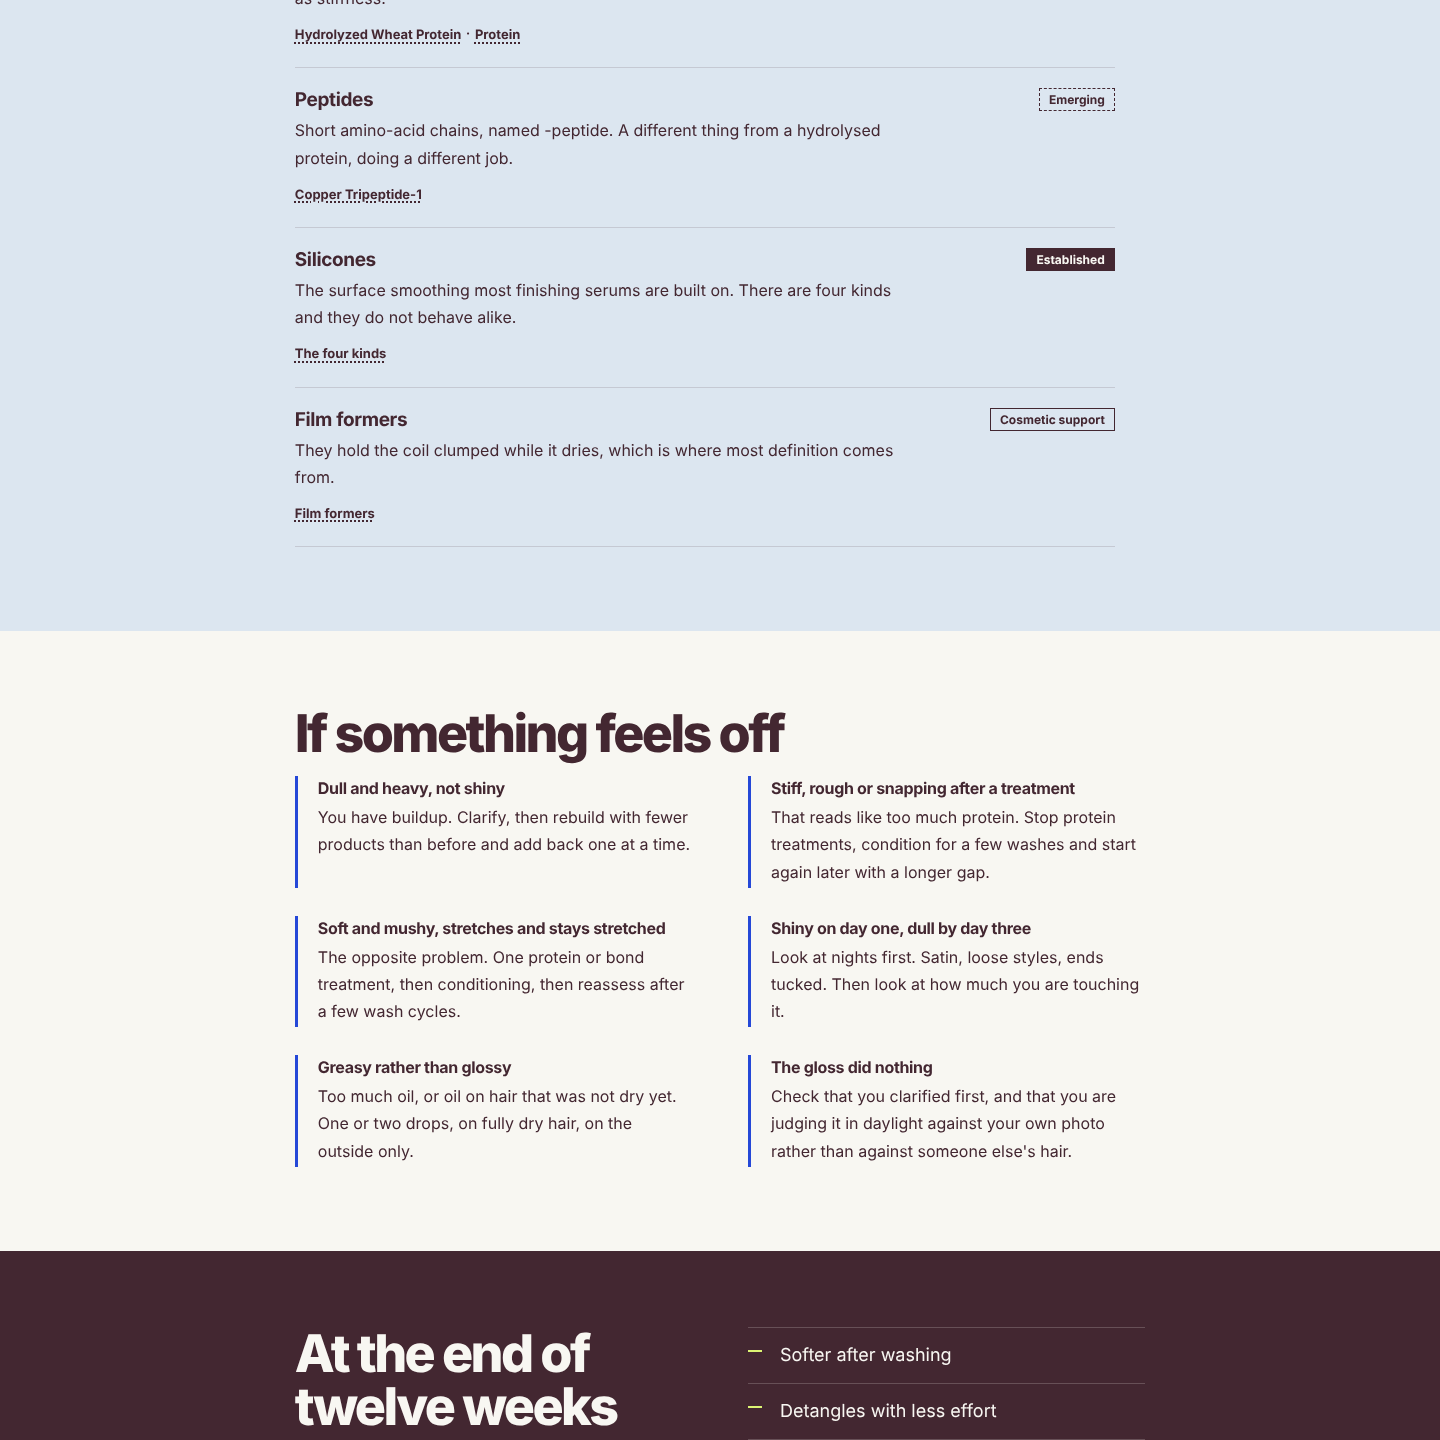 as stiffness.
Hydrolyzed Wheat Protein · Protein
Peptides
Emerging
Short amino-acid chains, named -peptide. A different thing from a hydrolysed
protein, doing a different job.
Copper Tripeptide-1
Silicones
Established
The surface smoothing most finishing serums are built on. There are four kinds
and they do not behave alike.
The four kinds
Film formers
Cosmetic support
They hold the coil clumped while it dries, which is where most definition comes
from.
Film formers
If something feels off
Dull and heavy, not shiny
You have buildup. Clarify, then rebuild with fewer
products than before and add back one at a time.
Stiff, rough or snapping after a treatment
That reads like too much protein. Stop protein
treatments, condition for a few washes and start
again later with a longer gap.
Soft and mushy, stretches and stays stretched
The opposite problem. One protein or bond
treatment, then conditioning, then reassess after
a few wash cycles.
Shiny on day one, dull by day three
Look at nights first. Satin, loose styles, ends
tucked. Then look at how much you are touching
it.
Greasy rather than glossy
Too much oil, or oil on hair that was not dry yet.
One or two drops, on fully dry hair, on the
outside only.
The gloss did nothing
Check that you clarified first, and that you are
judging it in daylight against your own photo
rather than against someone else's hair.
At the end of
twelve weeks
Softer after washing
Detangles with less effort